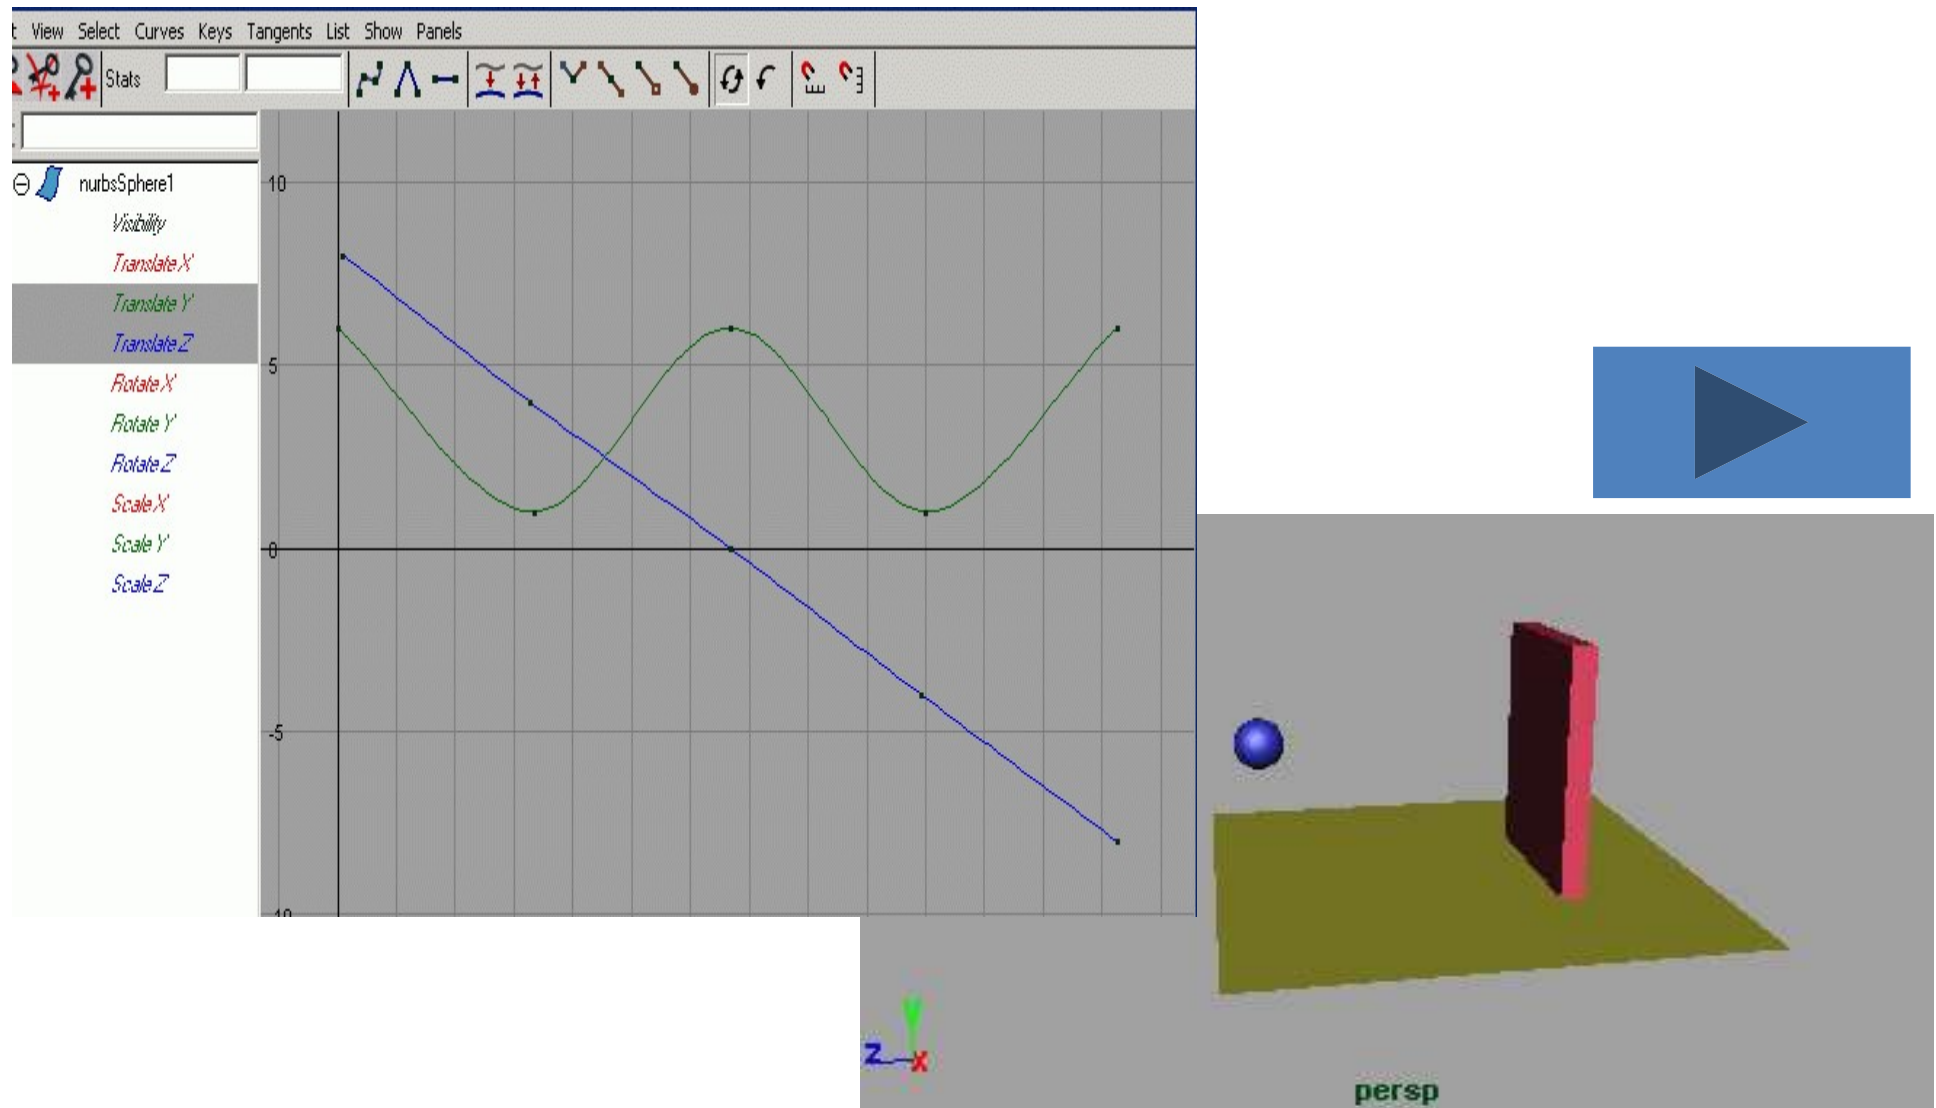 View Select Curves Keys Tangents List Show Panels
Stats
nurbsSphere1
Visibility
Translate X
Translate Y
Translate Z
Rotate X
Rotate Y
Rotate Z
Scale X
Scale Y
Scale Z
10
5
0
-5
-10
y
z x
persp